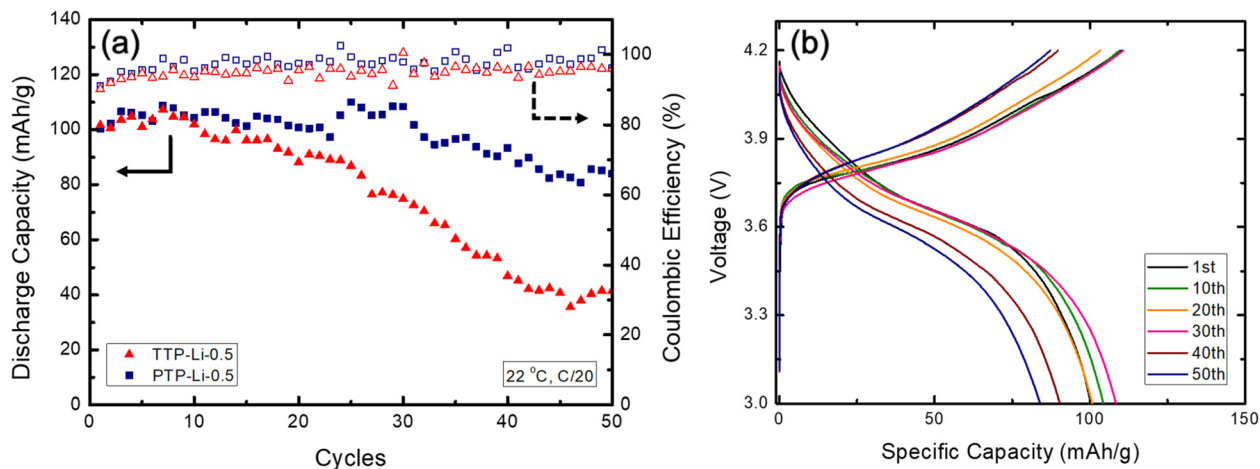 (a)
Discharge Capacity (mAh/g)
140
120
100
80
60
40
20
0
TTP-Li-0.5
PTP-Li-0.5
22 °C, C/20
0 10 20 30 40 50
Cycles
100
80
60
40
20
0
Coulombic Efficiency (%)
(b)
Voltage (V)
4.2
3.9
3.6
3.3
3.0
1st
10th
20th
30th
40th
50th
0 50 100 150
Specific Capacity (mAh/g)